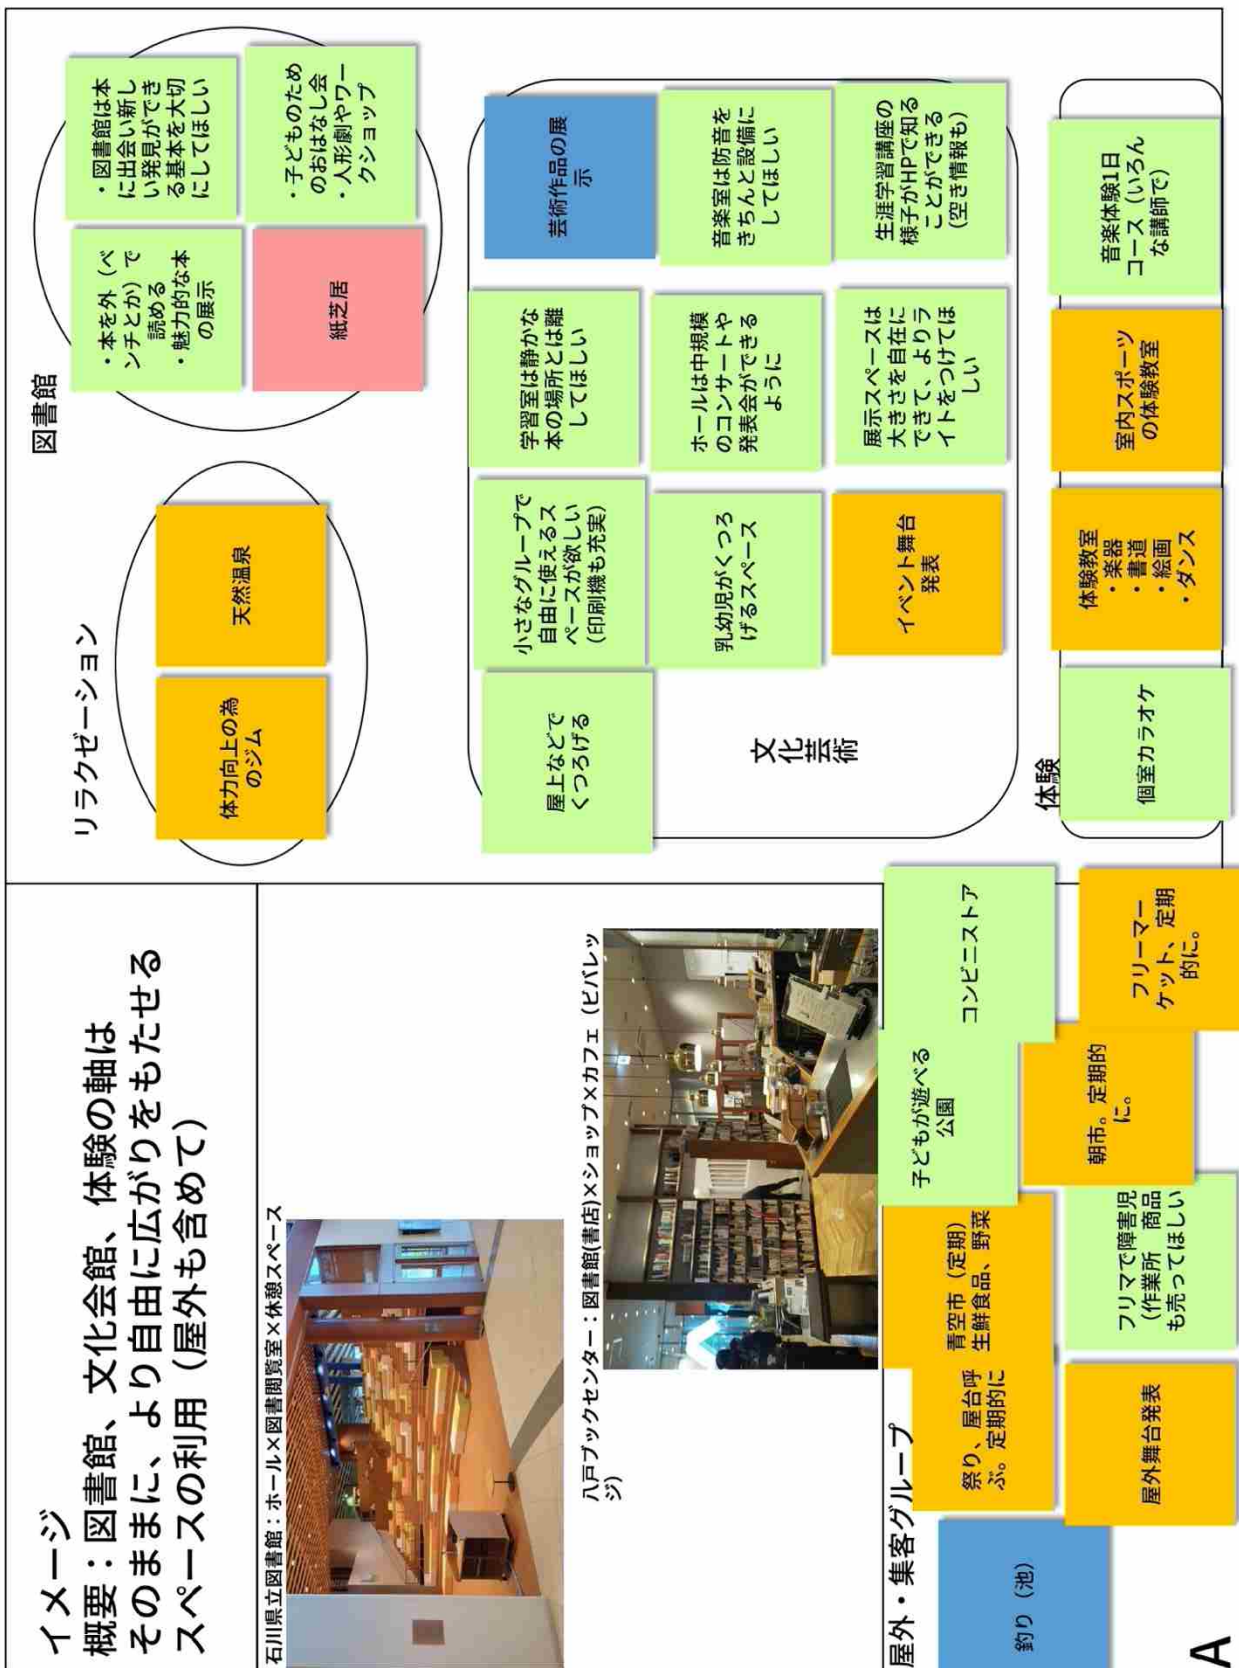 イメージ
概要：図書館、文化会館、体験の軸は
そのままに、より自由に広がりをもたせる
スペースの利用（屋外も含めて）
石川県立図書館：ホール×図書閲覧室×休憩スペース
八戸ブックセンター：図書館(書店)×ショップ×カフェ（ビバレッ
ジ）
リラクゼーション
体力向上の為
のジム
天然温泉
図書館
・本を外（ベ
ンチとか）で
読める
・魅力的な本
の展示
・図書館は本
に出会い新し
い発見ができ
る基本を大切
にしてほしい
紙芝居
・子どものため
のおはなし会
・人形劇やワー
クショップ
屋上などで
くつろげる
小さなグループで
自由に使えるス
ペースが欲しい
（印刷機も充実）
学習室は静かな
本の場所とは離
してほしい
芸術作品の展
示
文化
芸術
乳幼児がくつろ
げるスペース
ホールは中規模
のコンサートや
発表会ができる
ように
音楽室は防音を
きちんと設備に
してほしい
イベント舞台
発表
展示スペースは
大きさを自在に
できて、よりラ
イトをつけてほ
しい
生涯学習講座の
様子がHPで知る
ことができる
（空き情報も）
体験
個室カラオケ
体験教室
・楽器
・書道
・絵画
・ダンス
室内スポーツ
の体験教室
音楽体験1日
コース（いろん
な講師で）
屋外・集客グループ
釣り（池）
祭り、屋台呼
ぶ。定期的に
青空市（定期）
生鮮食品、野菜
子どもが遊べる
公園
コンビニストア
屋外舞台発表
フリマで障害児
（作業所　商品
も売ってほしい
朝市。定期的
に。
フリーマー
ケット、定期
的に。
A